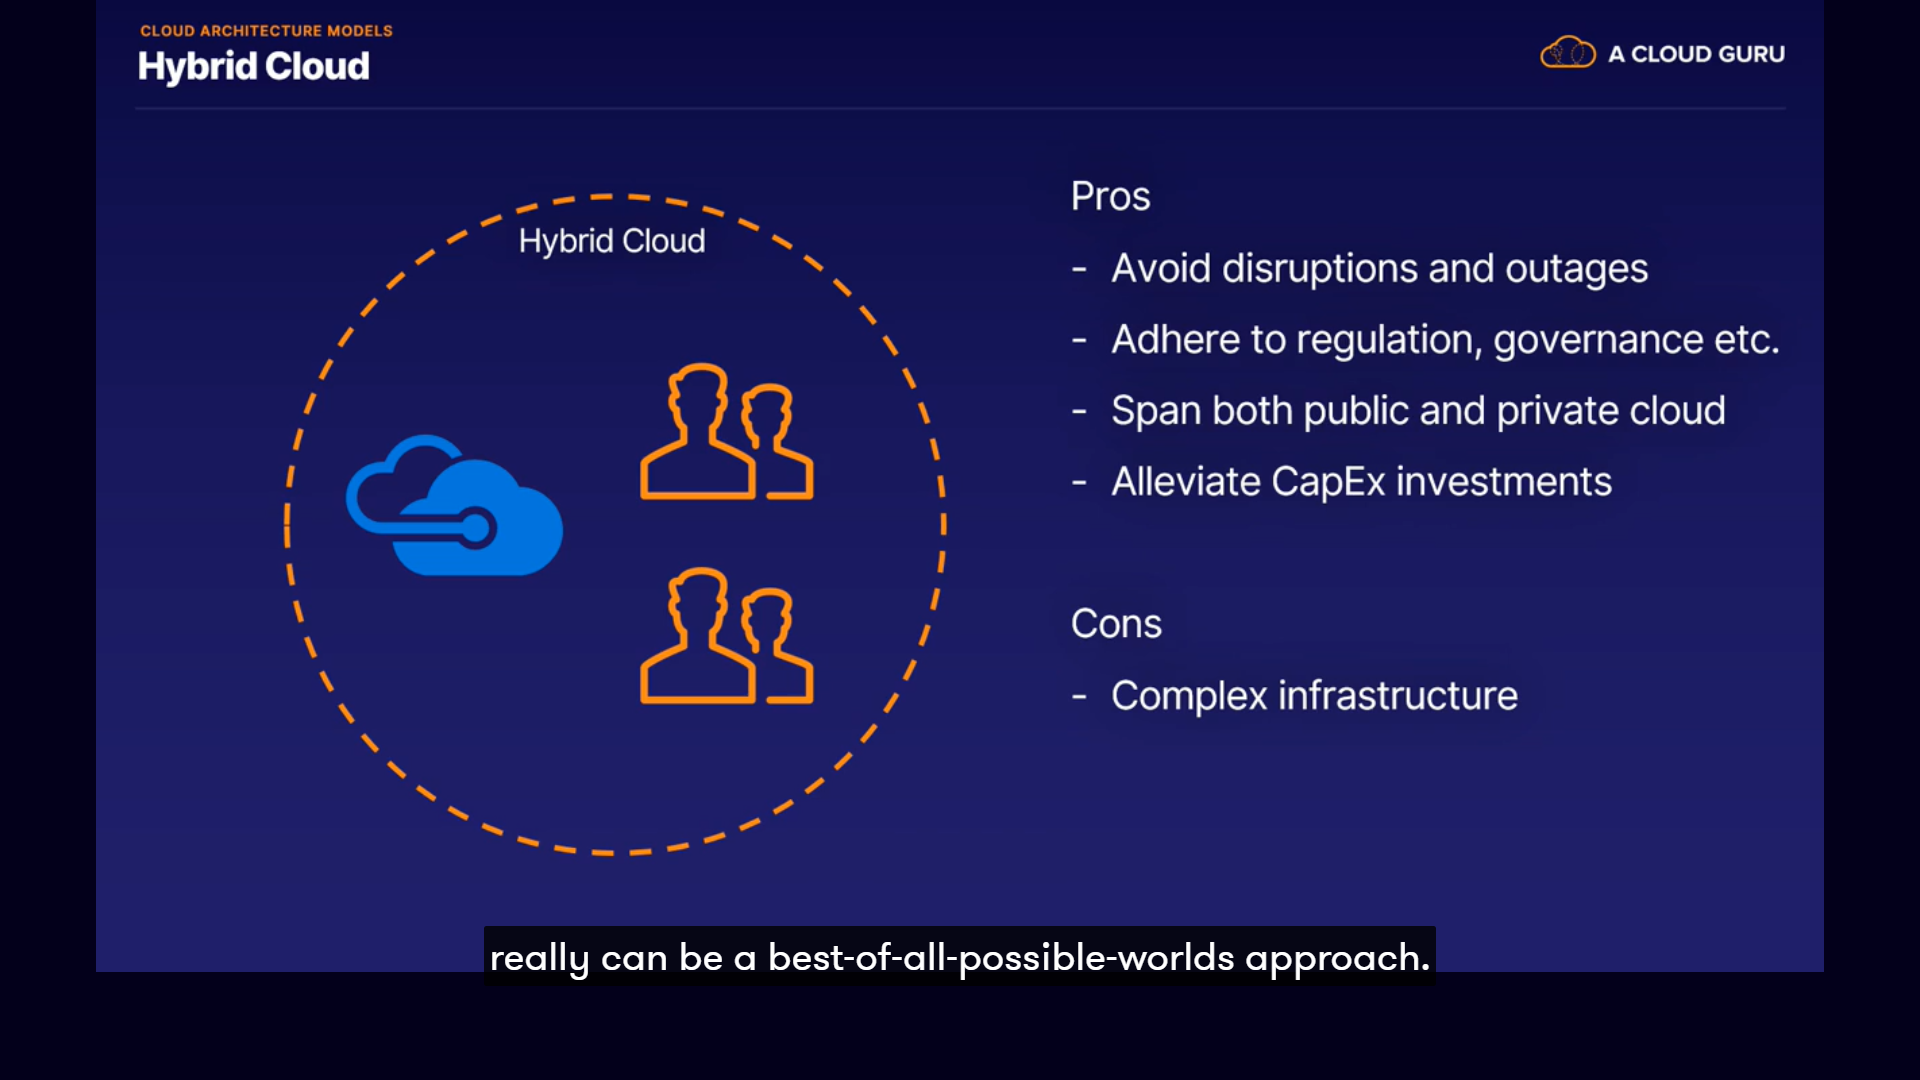 CLOUD ARCHITECTURE MODELS
Hybrid Cloud
A CLOUD GURU
Hybrid Cloud
Pros
- Avoid disruptions and outages
- Adhere to regulation, governance etc.
- Span both public and private cloud
- Alleviate CapEx investments
Cons
- Complex infrastructure
really can be a best-of-all-possible-worlds approach.